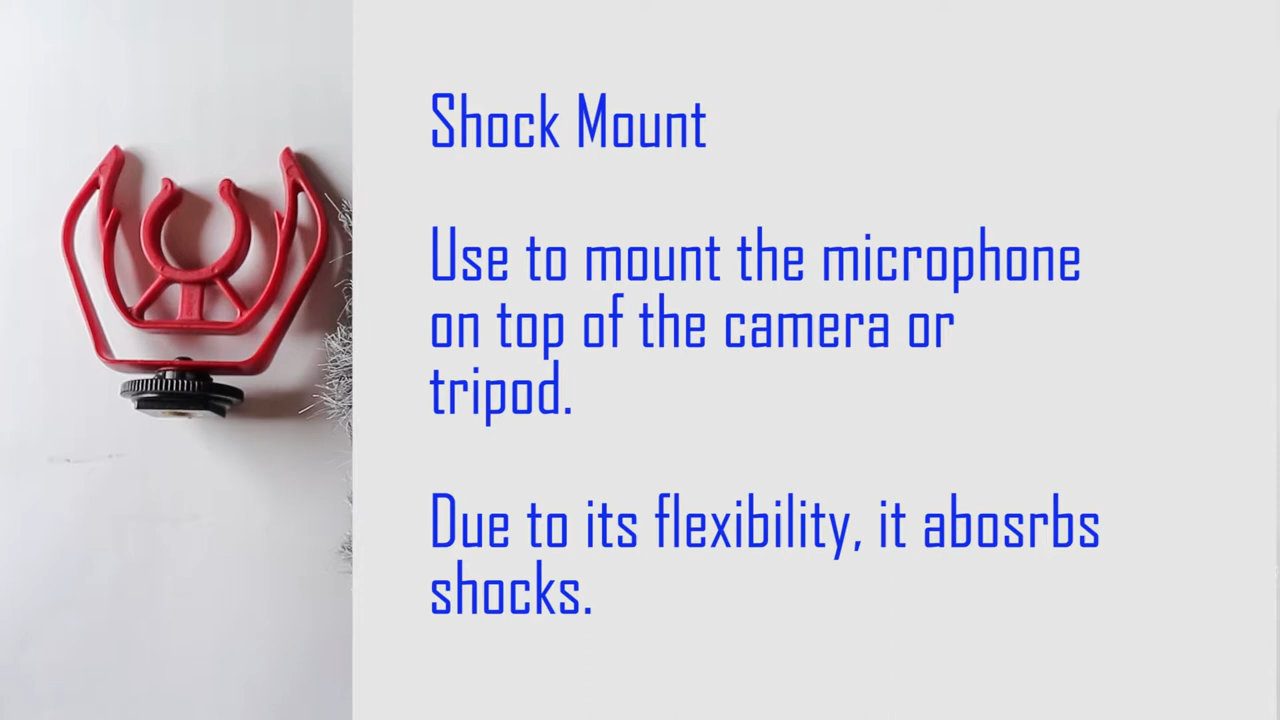 Shock Mount
Use to mount the microphone
on top of the camera or
tripod.
Due to its flexibility, it abosrbs
shocks.